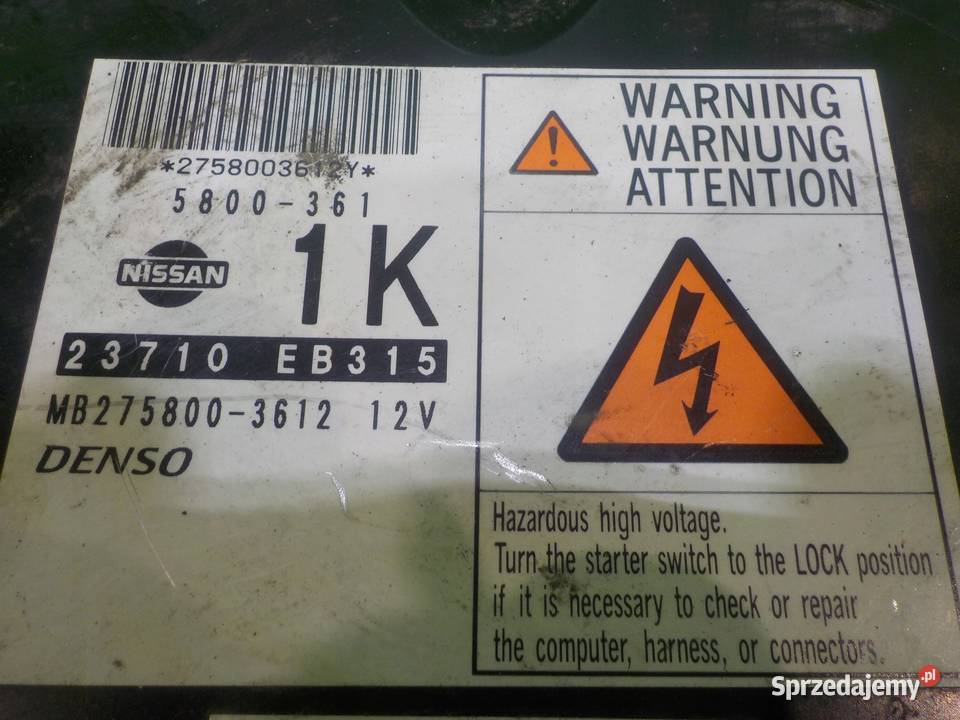 *2758003612Y*
5800-361
NISSAN
1K
23710 EB315
MB275800-3612 12V
DENSO
WARNING
WARNUNG
ATTENTION
Hazardous high voltage.
Turn the starter switch to the LOCK position
if it is necessary to check or repair
the computer, harness, or connectors.
Sprzedajemy.pl